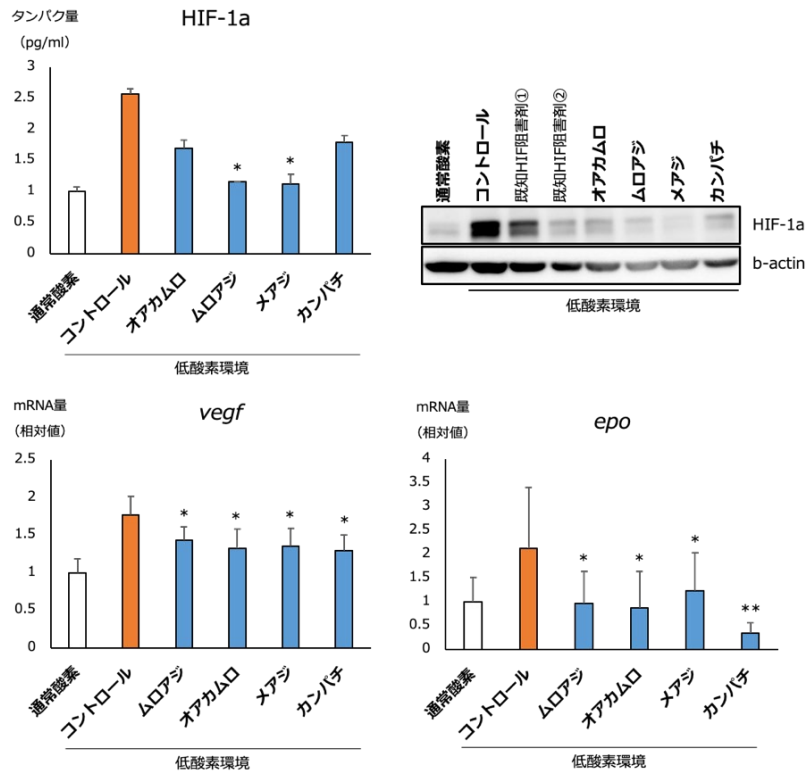 タンパク量
(pg/ml)
HIF-1a
3
2.5
2
1.5
1
0.5
0
*
*
通常酸素
コントロール
オアカムロ
ムロアジ
メアジ
カンパチ
低酸素環境
通常酸素
コントロール
既知HIF阻害剤①
既知HIF阻害剤②
オアカムロ
ムロアジ
メアジ
カンパチ
HIF-1a
b-actin
低酸素環境
mRNA量
(相対値)
vegf
2.5
2
1.5
1
0.5
0
*
*
*
*
通常酸素
コントロール
ムロアジ
オアカムロ
メアジ
カンパチ
低酸素環境
mRNA量
(相対値)
epo
4
3.5
3
2.5
2
1.5
1
0.5
0
*
*
*
**
通常酸素
コントロール
ムロアジ
オアカムロ
メアジ
カンパチ
低酸素環境